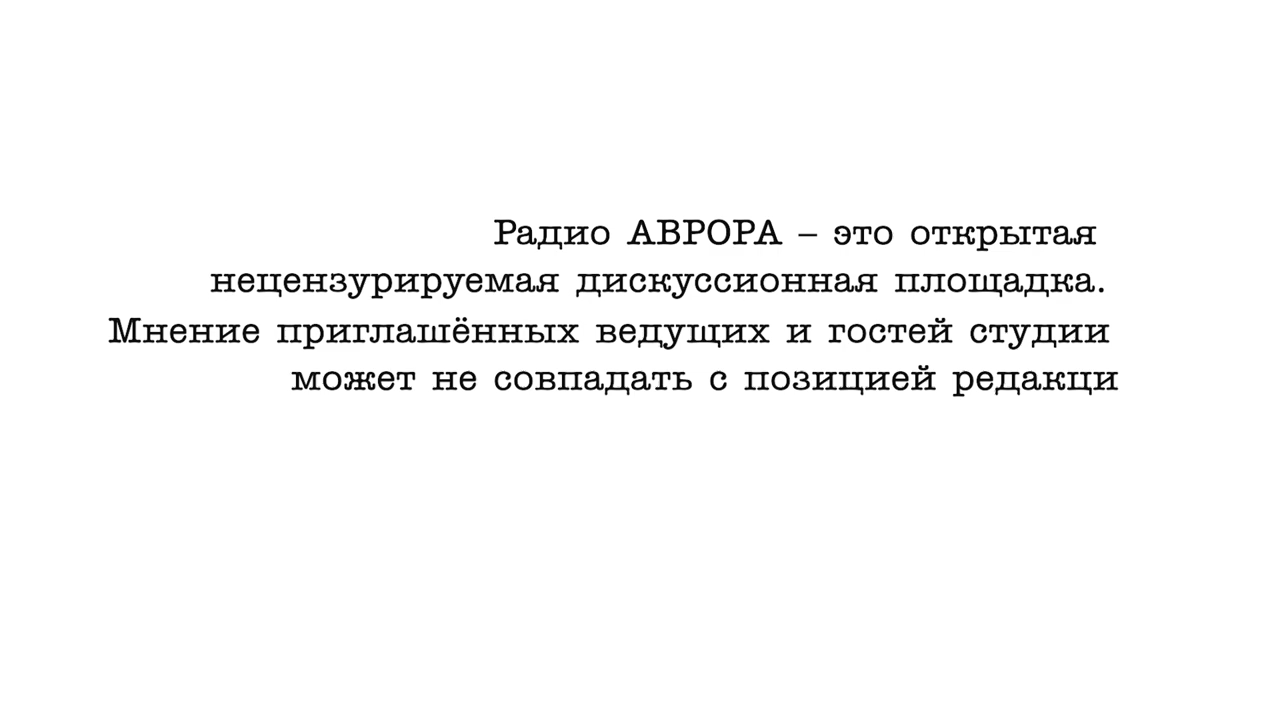 Радио АВРОРА – это открытая
нецензурируемая дискуссионная площадка.
Мнение приглашённых ведущих и гостей студии
может не совпадать с позицией редакци